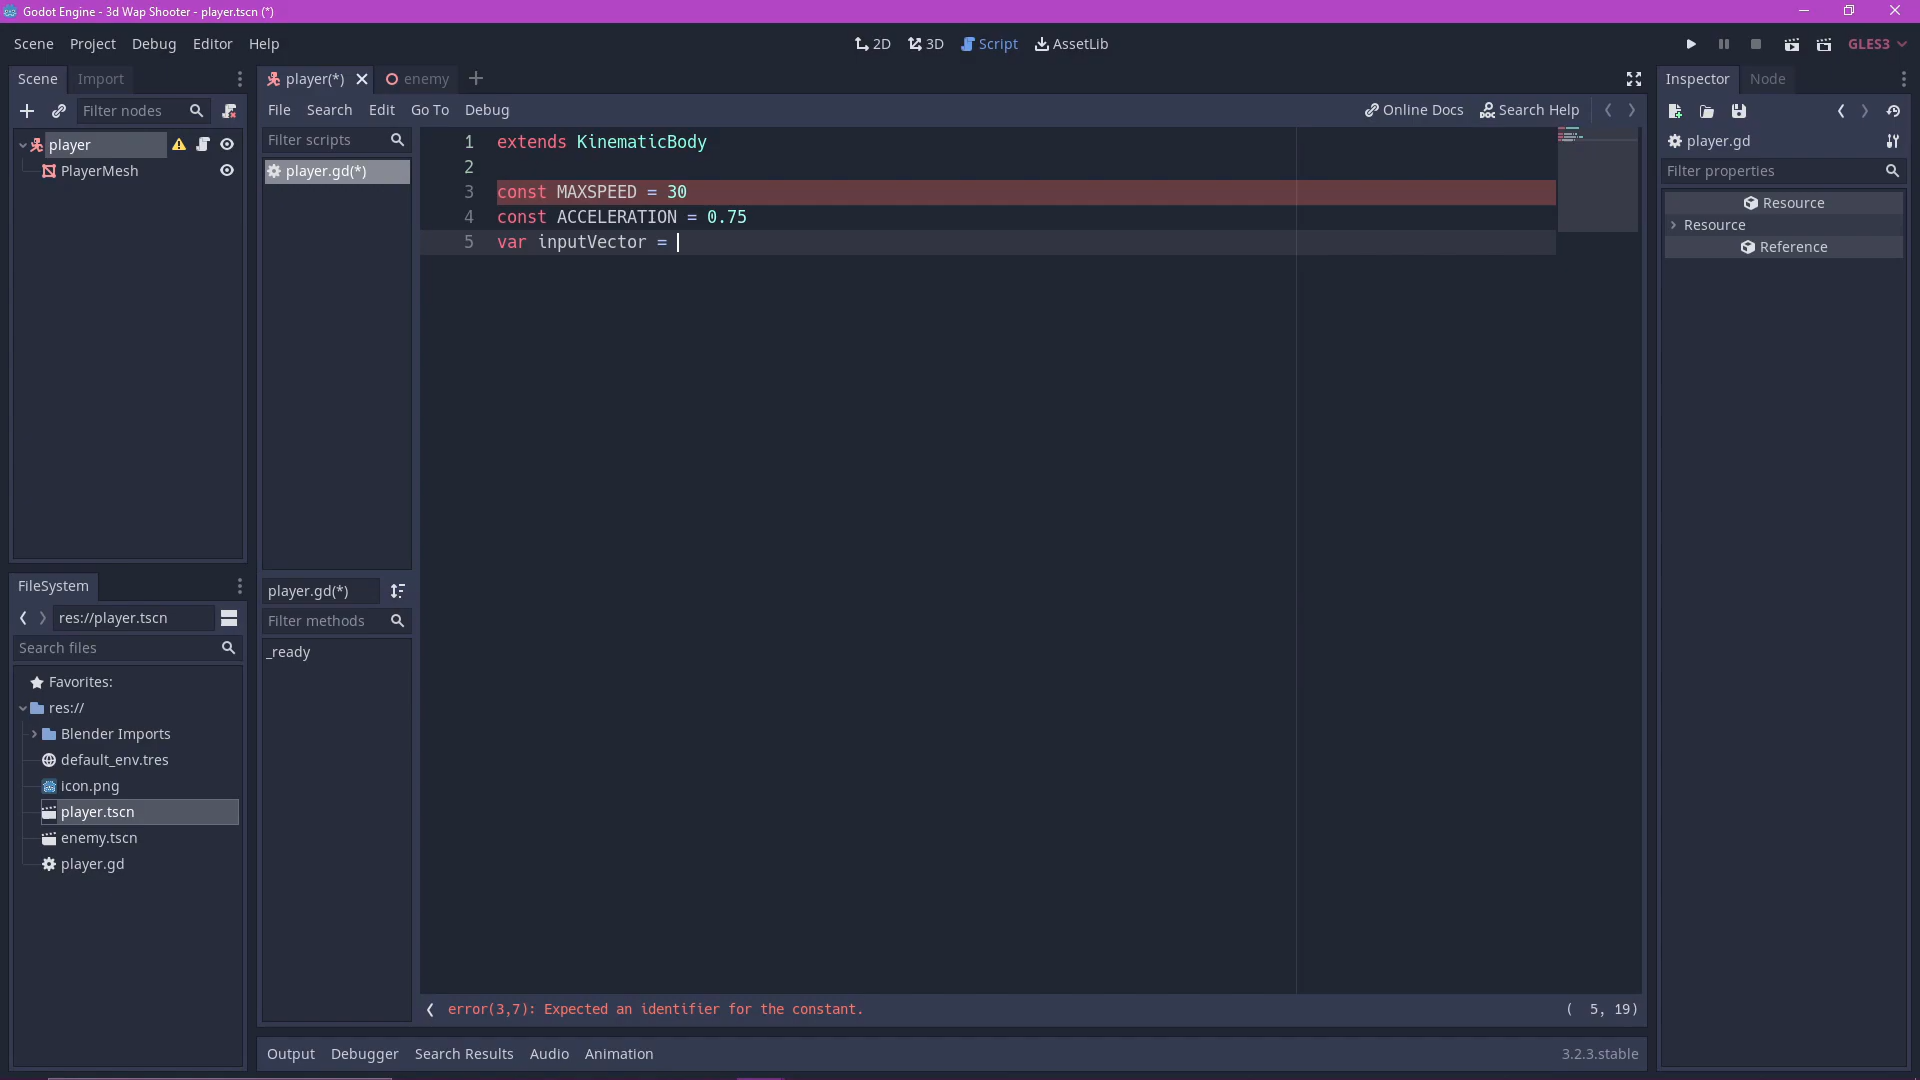 Godot Engine - 3d Wap Shooter - player.tscn (*)
Scene Project Debug Editor Help
2D 3D Script AssetLib
GLES3
Scene Import
Filter nodes
player
PlayerMesh
FileSystem
res://player.tscn
Search files
Favorites:
res://
Blender Imports
default_env.tres
icon.png
player.tscn
enemy.tscn
player.gd
player(*) enemy
File Search Edit Go To Debug
Online Docs Search Help
Filter scripts
player.gd(*)
player.gd(*)
Filter methods
_ready
1 extends KinematicBody
2
3 const MAXSPEED = 30
4 const ACCELERATION = 0.75
5 var inputVector =
error(3,7): Expected an identifier for the constant.
( 5, 19)
Output Debugger Search Results Audio Animation
3.2.3.stable
Inspector Node
player.gd
Filter properties
Resource
Resource
Reference